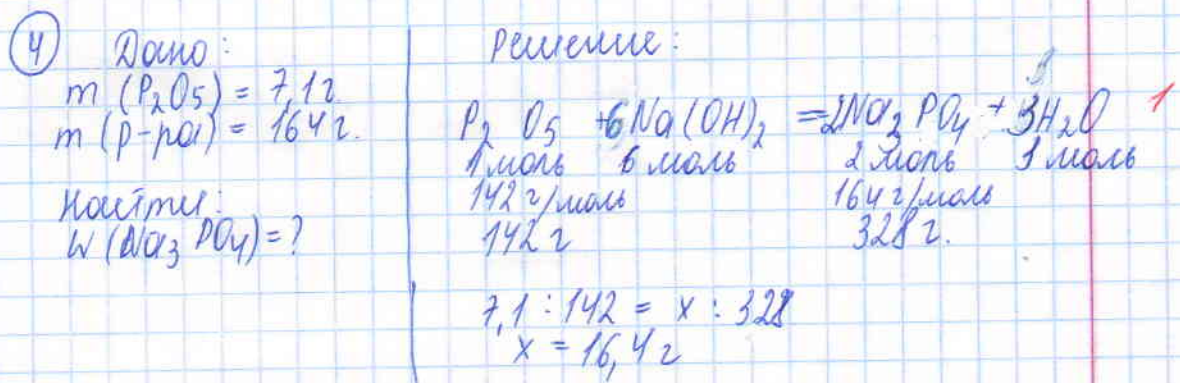 4 Дано:
m (P2O5) = 7,1 г.
m (р-ра) = 164 г.
Найти:
W (Na3 PO4) = ?
Решение:
P2 O5 + 6Na(OH)2 = 2Na3 PO4 + 3H2O 1
1 моль 6 моль 2 моль 3 моль
142 г/моль 164 г/моль
142 г 328 г.
7,1 : 142 = x : 328
x = 16,4 г